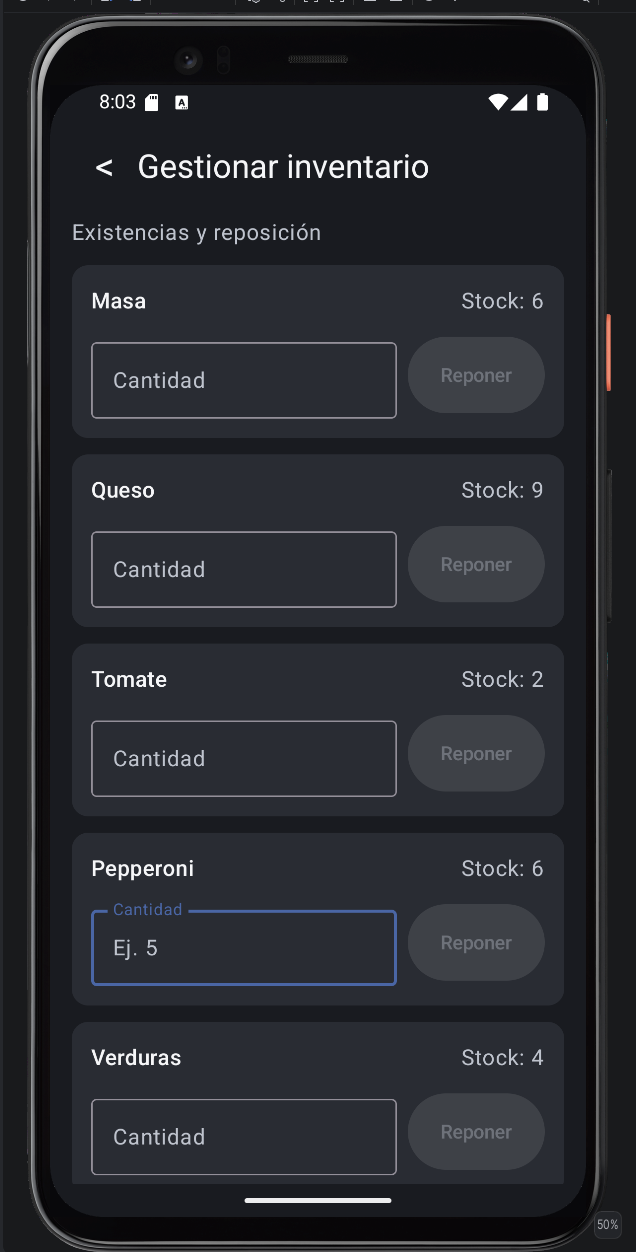 8:03
< Gestionar inventario
Existencias y reposición
Masa Stock: 6
Cantidad Reponer
Queso Stock: 9
Cantidad Reponer
Tomate Stock: 2
Cantidad Reponer
Pepperoni Stock: 6
Cantidad
Ej. 5 Reponer
Verduras Stock: 4
Cantidad Reponer
50%